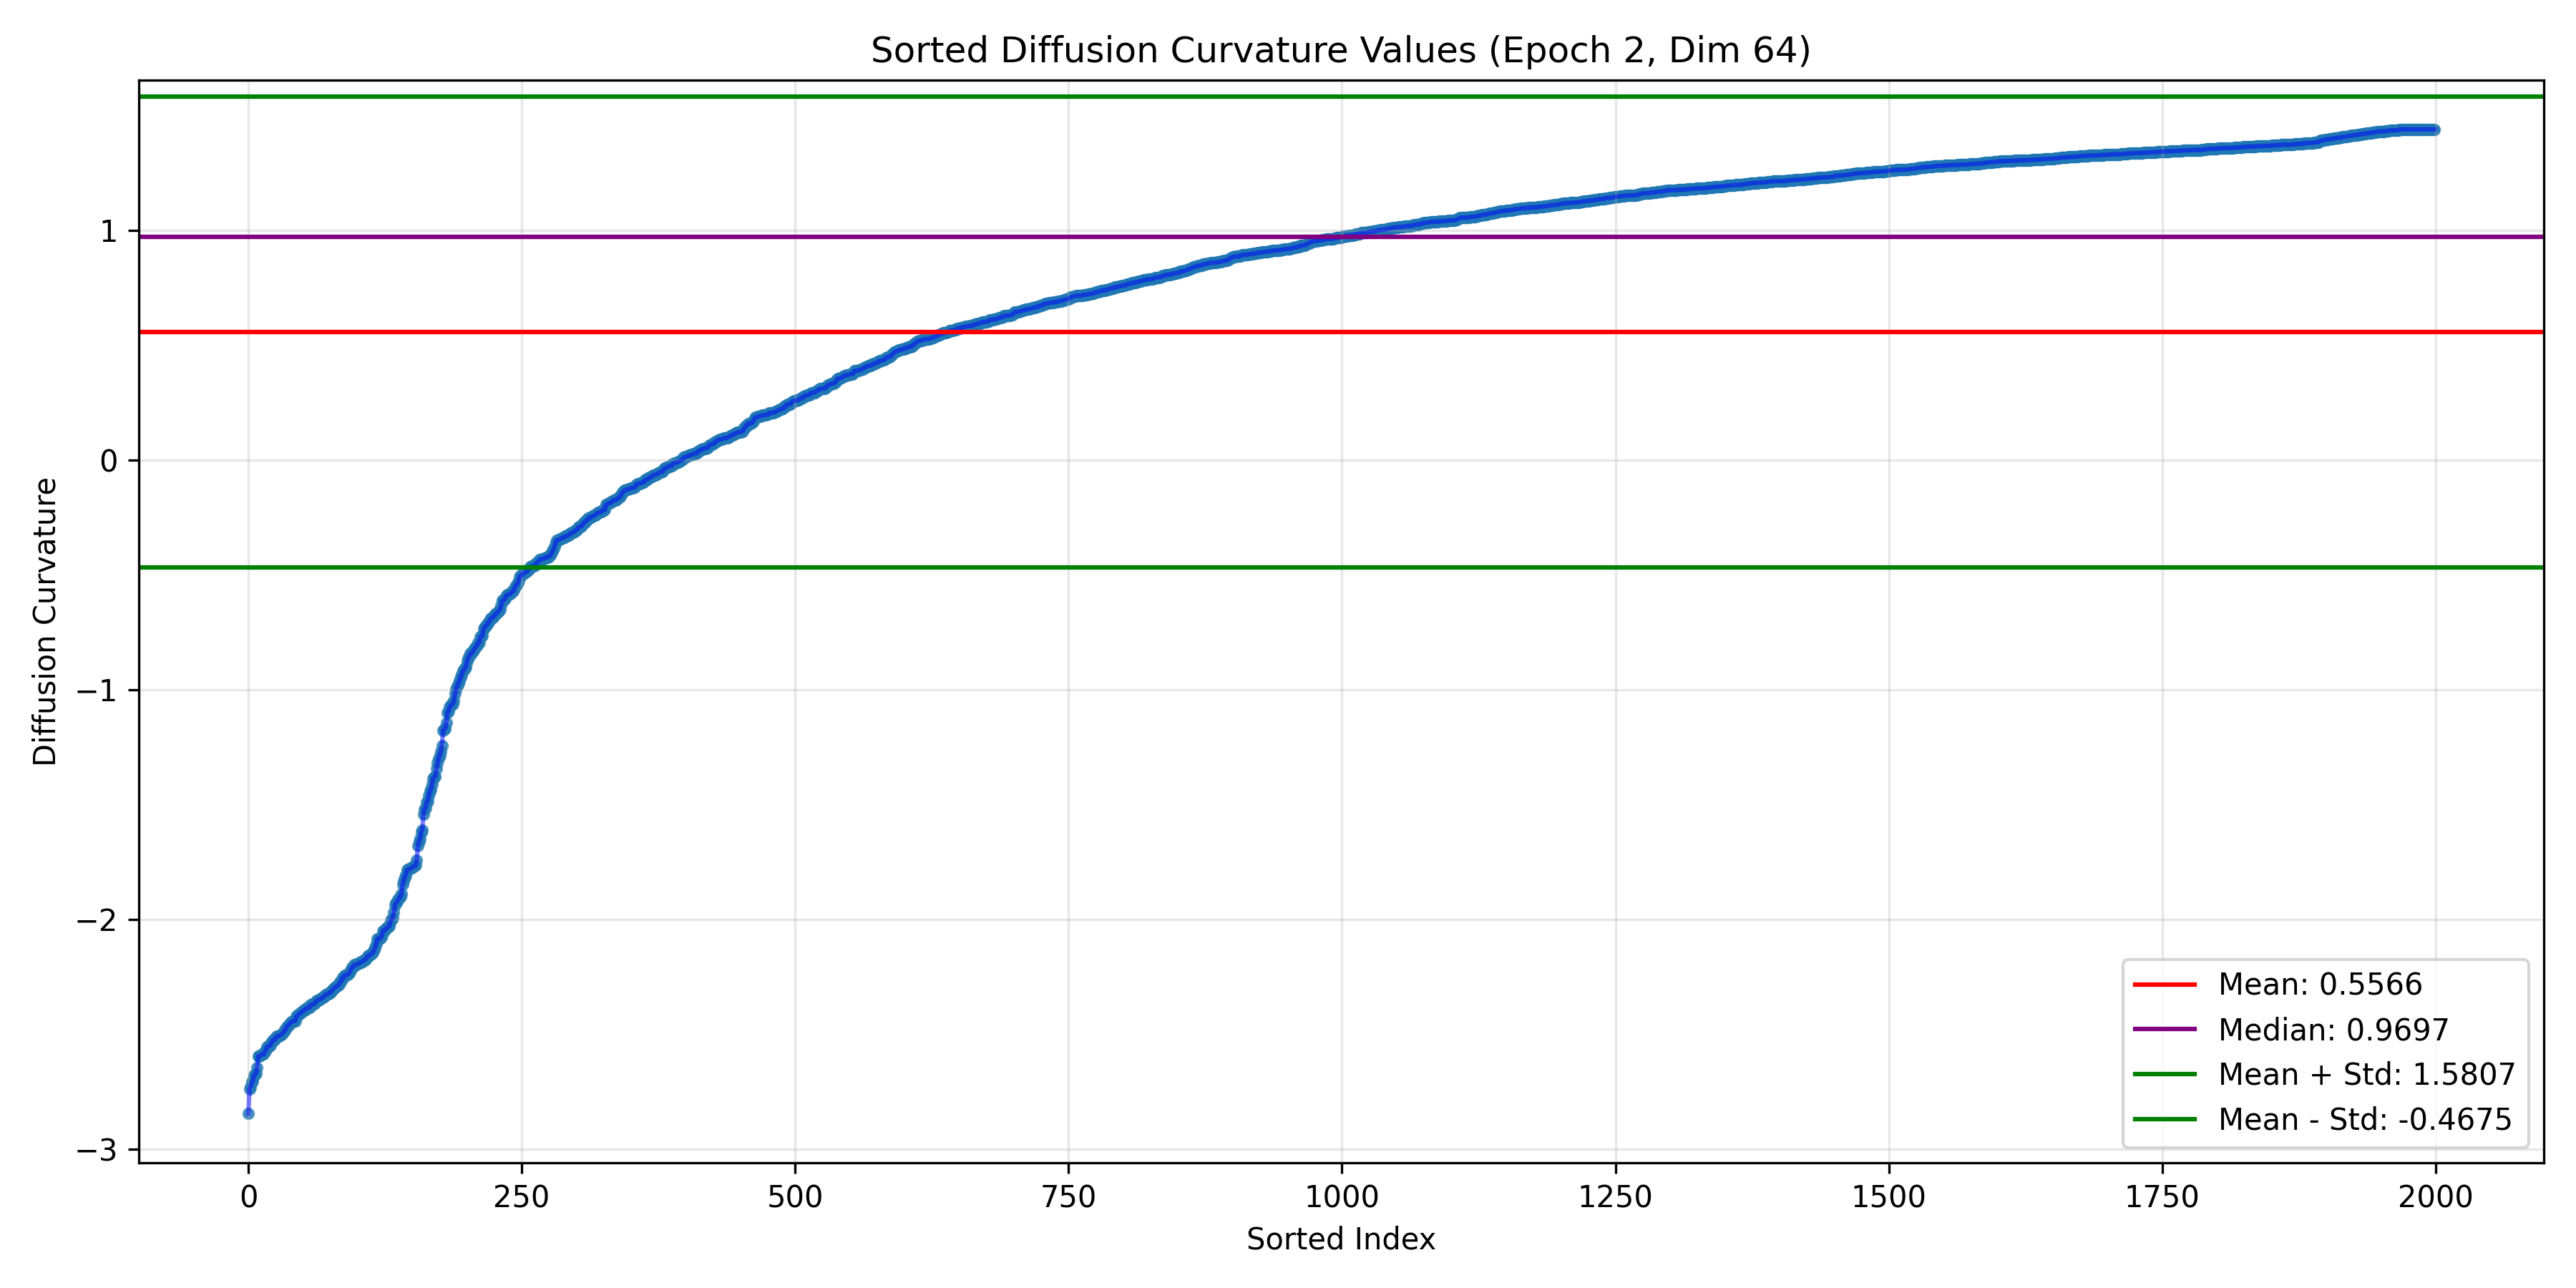 Sorted Diffusion Curvature Values (Epoch 2, Dim 64)
Diffusion Curvature
1
0
−1
−2
−3
Mean: 0.5566
Median: 0.9697
Mean + Std: 1.5807
Mean - Std: -0.4675
0 250 500 750 1000 1250 1500 1750 2000
Sorted Index